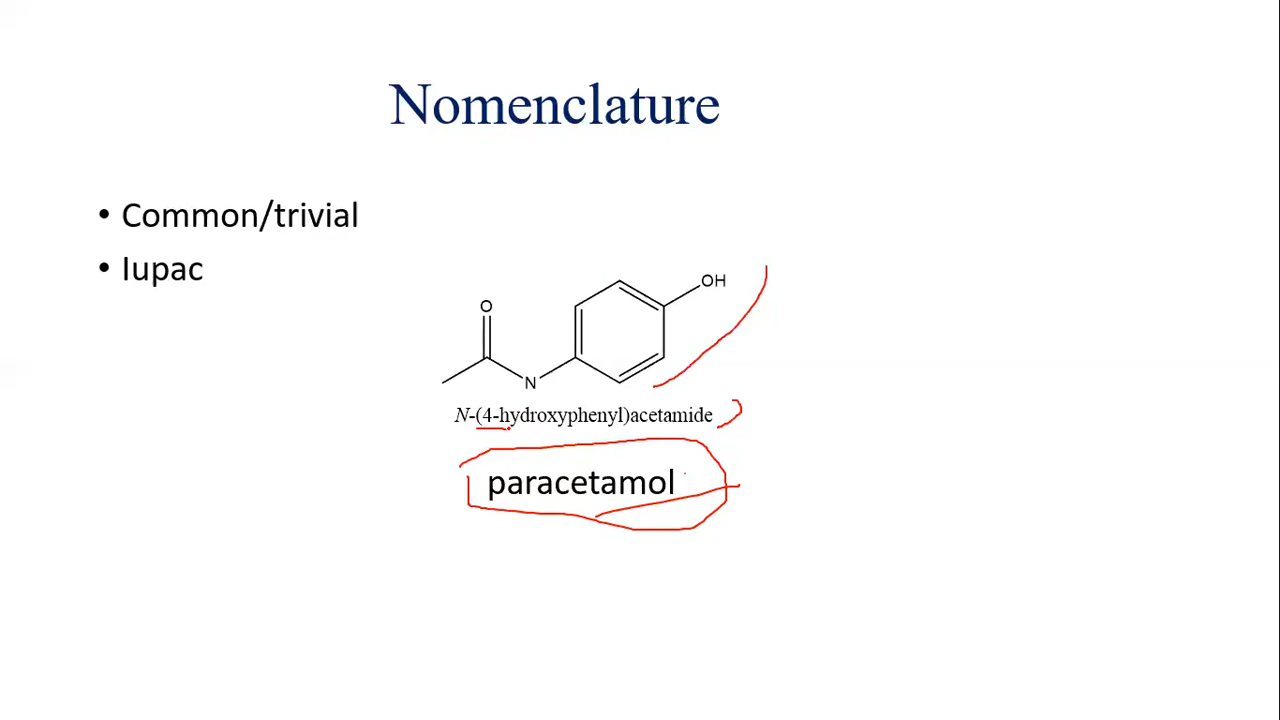 Nomenclature
• Common/trivial
• Iupac
OH
O
N
N-(4-hydroxyphenyl)acetamide
paracetamol